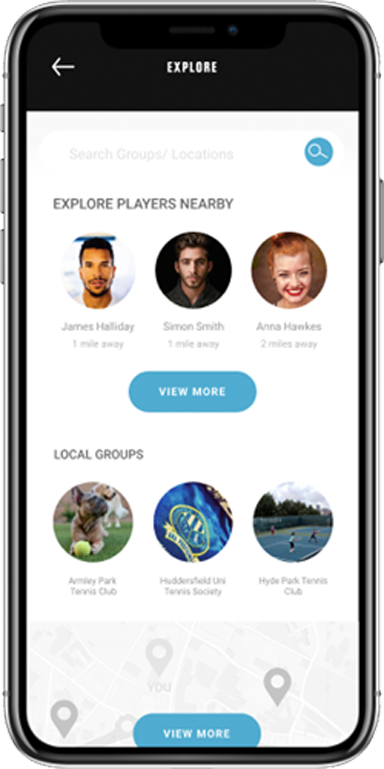 EXPLORE
Search Groups/ Locations
EXPLORE PLAYERS NEARBY
James Halliday Simon Smith Anna Hawkes
1 mile away 1 mile away 2 miles away
VIEW MORE
LOCAL GROUPS
Armley Park Huddersfield Uni Hyde Park Tennis
Tennis Club Tennis Society Club
YOU
VIEW MORE